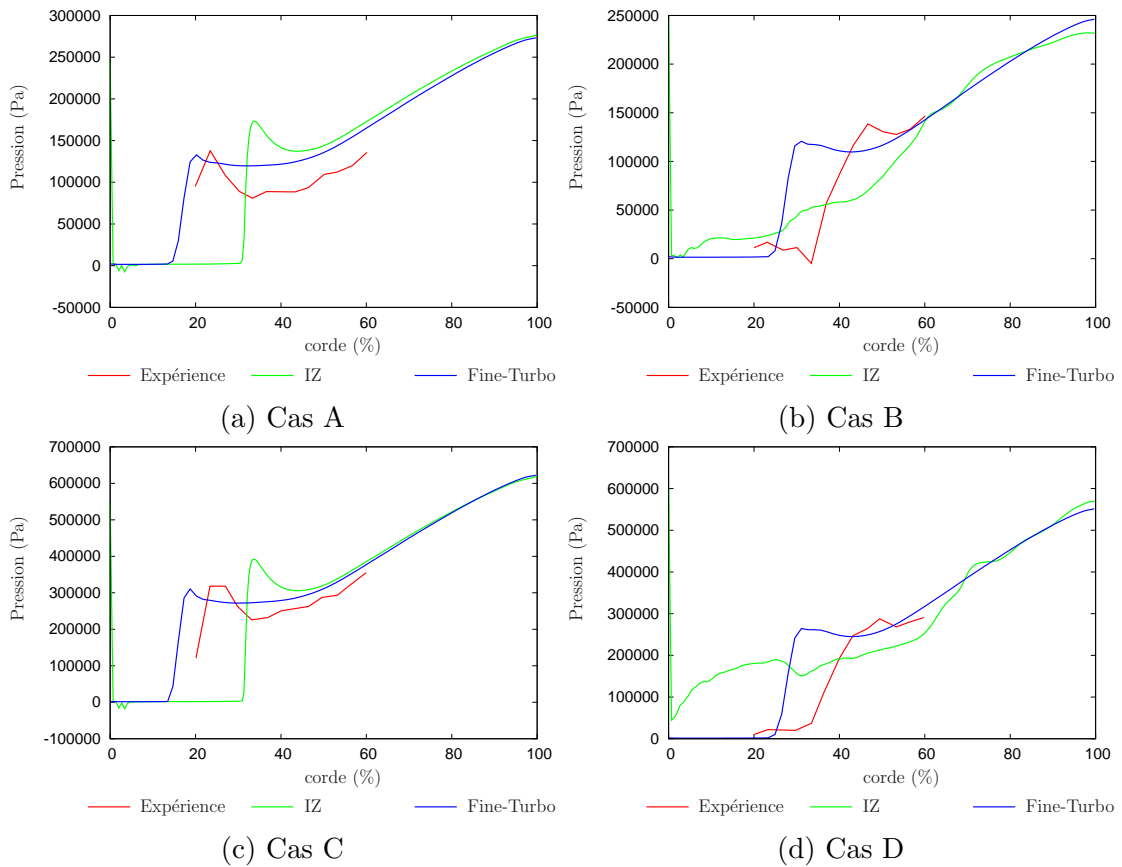 300000
250000
200000
150000
100000
50000
0
-50000
Pression (Pa)
0 20 40 60 80 100
corde (%)
Expérience IZ Fine-Turbo
(a) Cas A
250000
200000
150000
100000
50000
0
-50000
Pression (Pa)
0 20 40 60 80 100
corde (%)
Expérience IZ Fine-Turbo
(b) Cas B
700000
600000
500000
400000
300000
200000
100000
0
-100000
Pression (Pa)
0 20 40 60 80 100
corde (%)
Expérience IZ Fine-Turbo
(c) Cas C
700000
600000
500000
400000
300000
200000
100000
0
Pression (Pa)
0 20 40 60 80 100
corde (%)
Expérience IZ Fine-Turbo
(d) Cas D